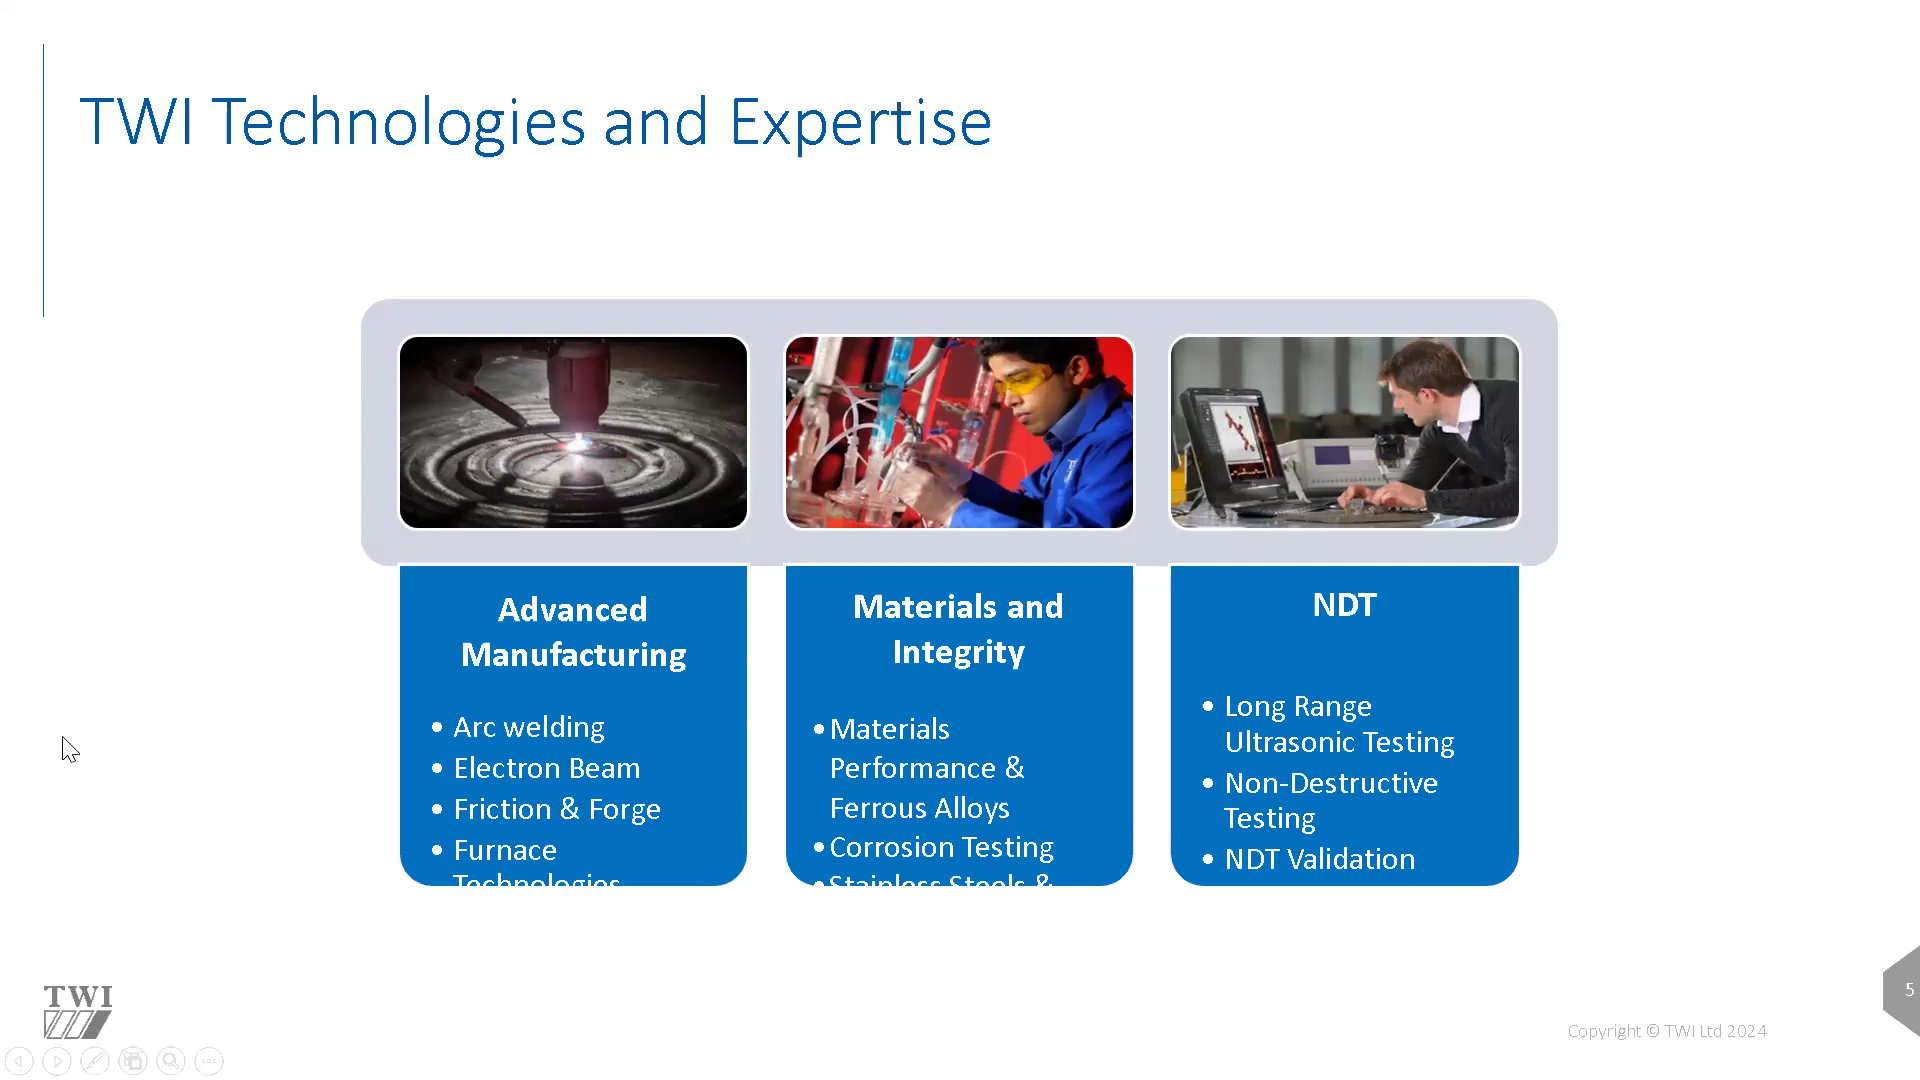 TWI Technologies and Expertise
Advanced
Manufacturing
• Arc welding
• Electron Beam
• Friction & Forge
• Furnace
Technologies
Materials and
Integrity
•Materials
Performance &
Ferrous Alloys
•Corrosion Testing
•Stainless Steels &
NDT
• Long Range
Ultrasonic Testing
• Non-Destructive
Testing
• NDT Validation
TWI
Copyright © TWI Ltd 2024
5